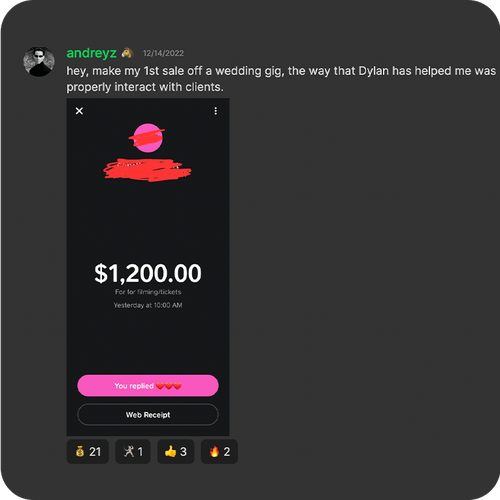 andreyz 12/14/2022
hey, make my 1st sale off a wedding gig, the way that Dylan has helped me was
properly interact with clients.
$1,200.00
For for filming/tickets
Yesterday at 10:00 AM
You replied ❤️❤️❤️
Web Receipt
💰 21 1 👍 3 🔥 2